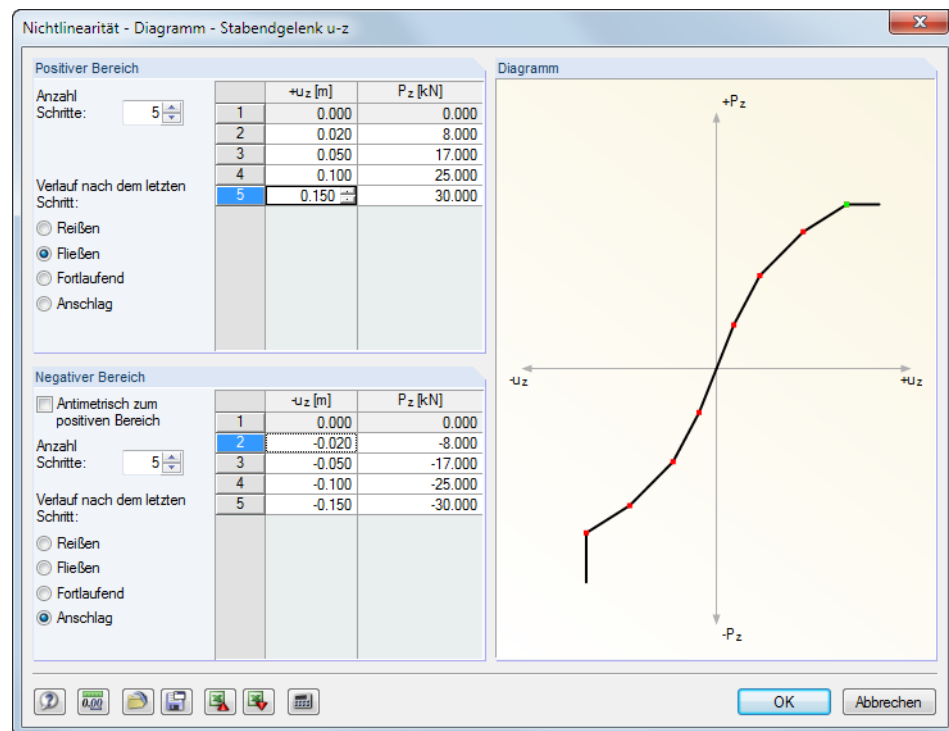 Nichtlinearität - Diagramm - Stabendgelenk u-z
x
Positiver Bereich
Anzahl
Schritte: 5
Verlauf nach dem letzten
Schritt:
Reißen
Fließen
Fortlaufend
Anschlag
+uz [m] Pz [kN]
1 0.000 0.000
2 0.020 8.000
3 0.050 17.000
4 0.100 25.000
5 0.150 30.000
Negativer Bereich
Antimetrisch zum
positiven Bereich
Anzahl
Schritte: 5
Verlauf nach dem letzten
Schritt:
Reißen
Fließen
Fortlaufend
Anschlag
-uz [m] Pz [kN]
1 0.000 0.000
2 -0.020 -8.000
3 -0.050 -17.000
4 -0.100 -25.000
5 -0.150 -30.000
Diagramm
+Pz
-uz +uz
-Pz
? 0.00
OK Abbrechen